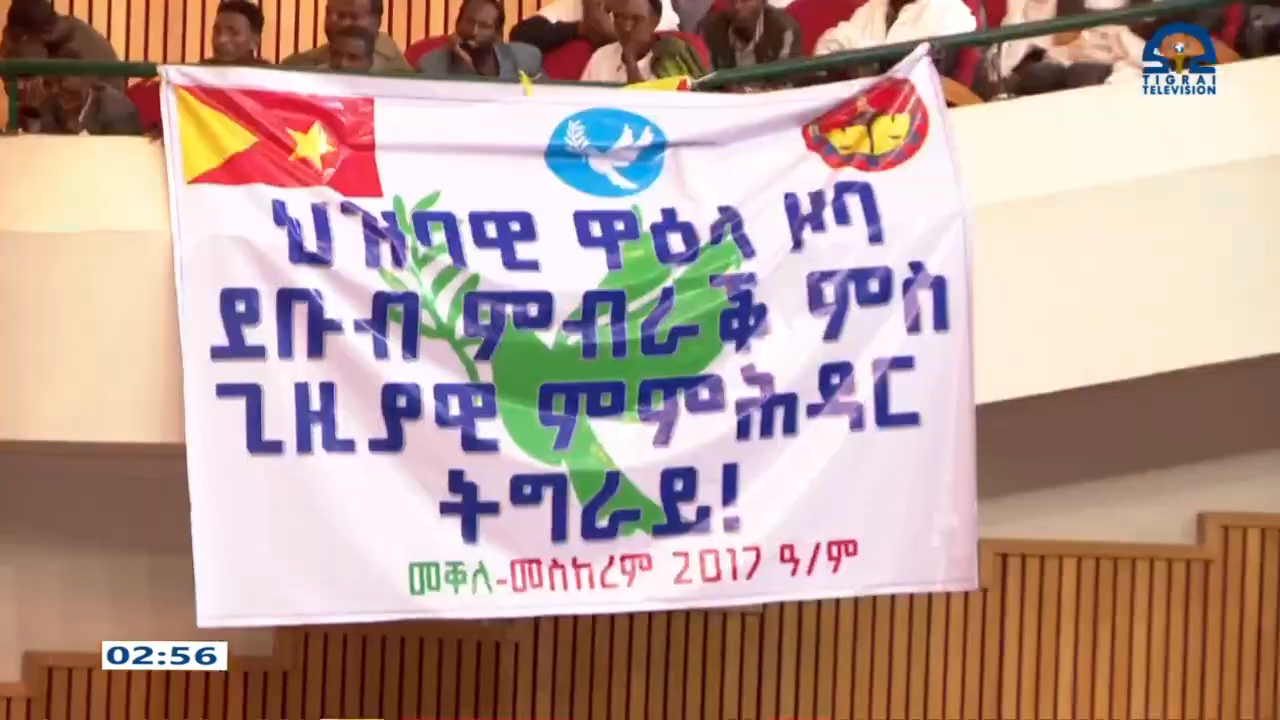 TIGRAI
TELEVISION
ህዝባዊ ዋዕላ ዞባ
ደቡብ ምብራቕ ምስ
ጊዚያዊ ምምሕዳር
ትግራይ!
መቐለ-መስከረም 2017 ዓ/ም
02:56